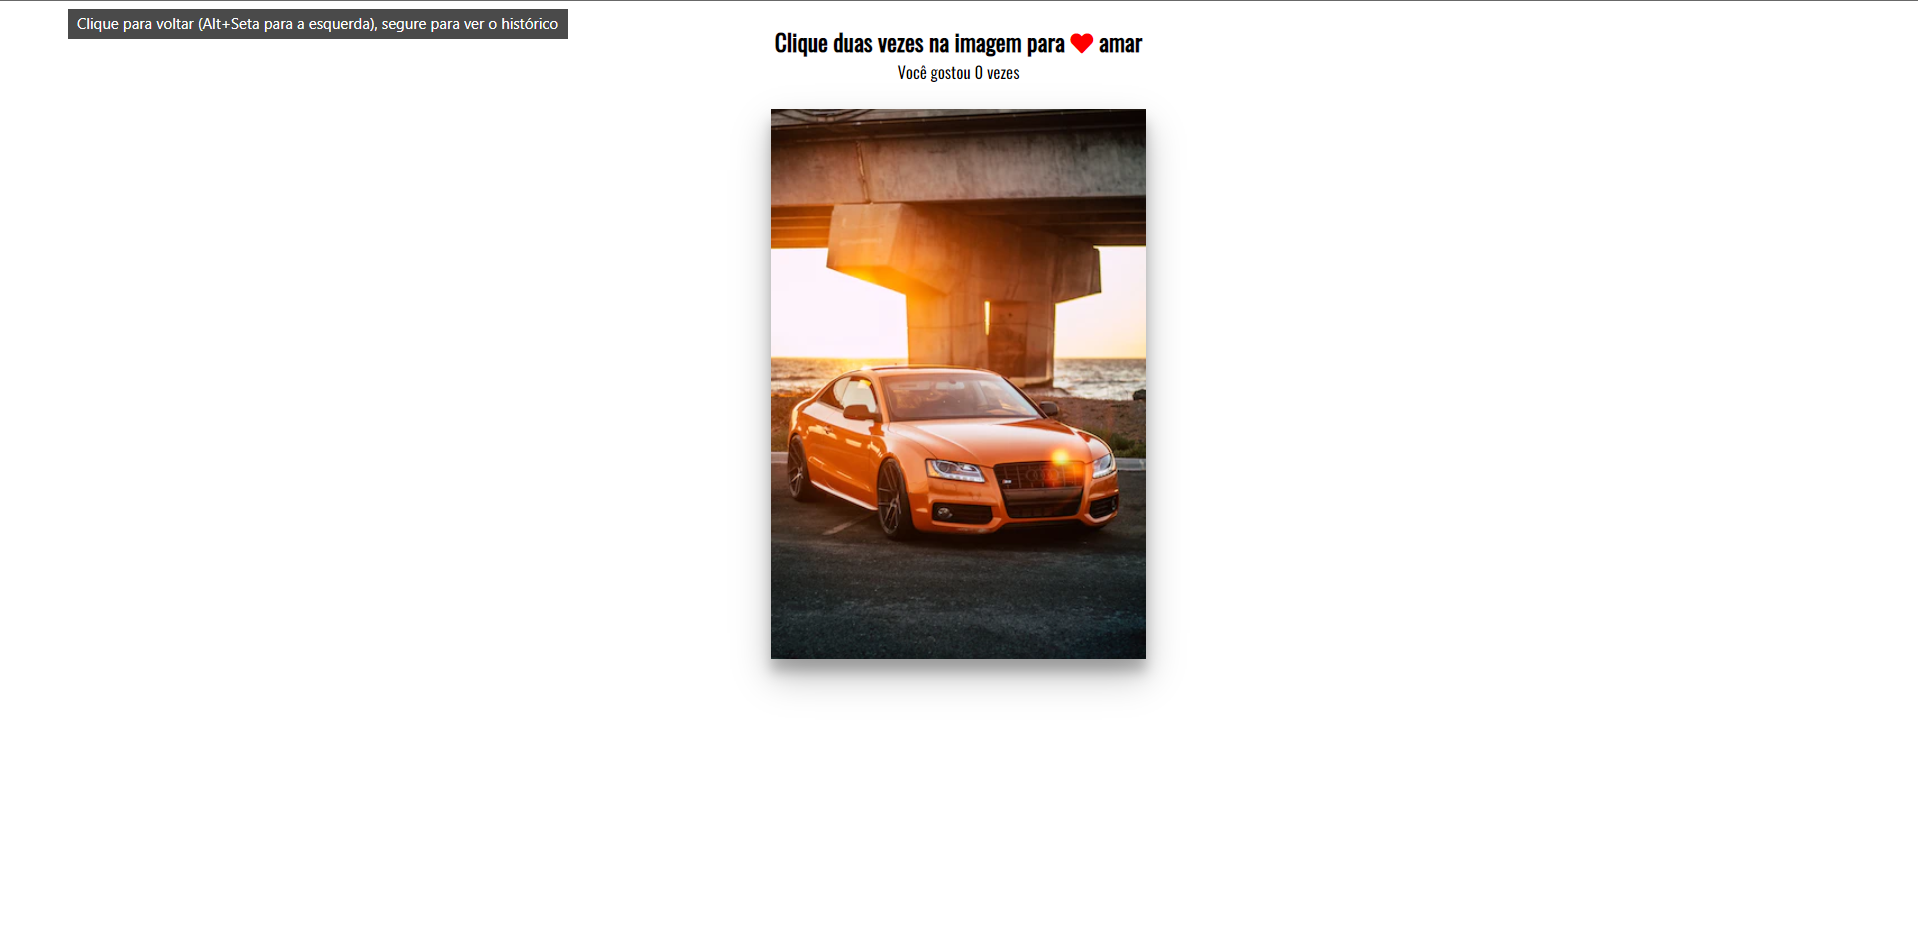 Clique para voltar (Alt+Seta para a esquerda), segure para ver o histórico
Clique duas vezes na imagem para ❤ amar
Você gostou 0 vezes